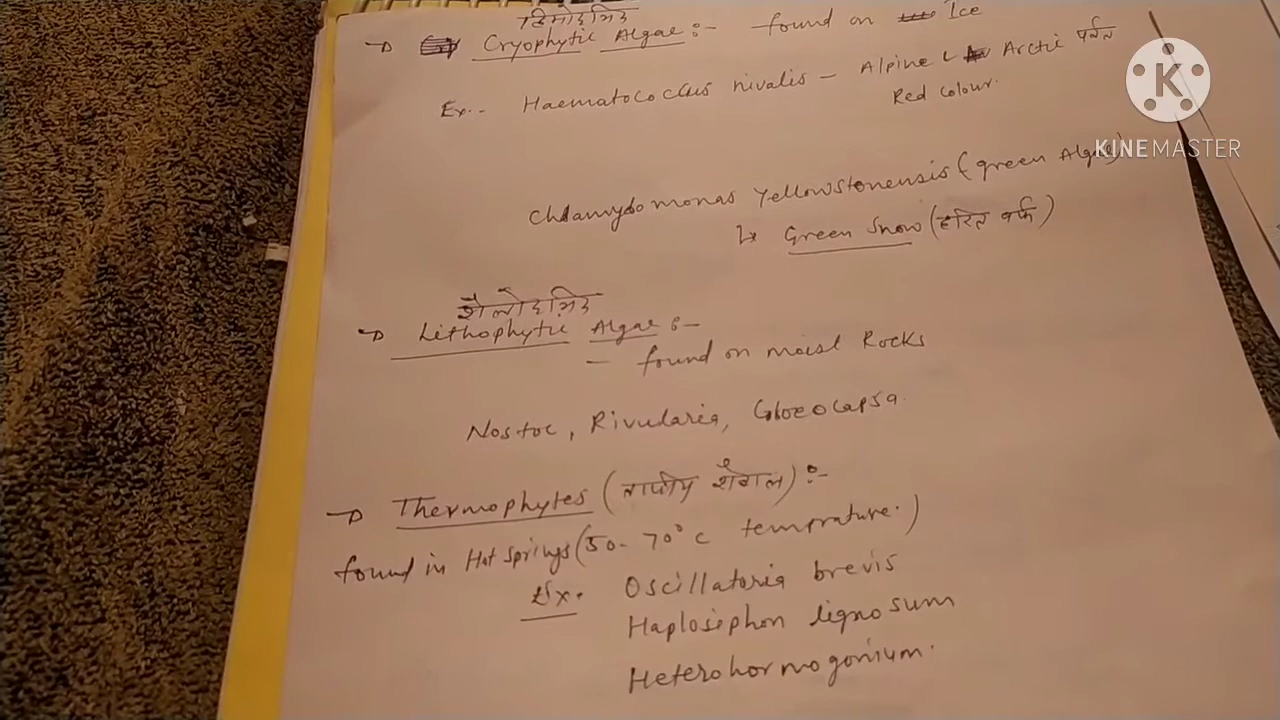 हिमोद्भिद
Cryophytic Algae :- found on Ice
Ex.- Haematococcus nivalis - Alpine & Arctic पर्वत
Red colour.
Chlamydomonas Yellowstonensis (green Algae)
Green Snow (हरित बर्फ)
शैलोद्भिद
Lithophytic Algae :-
- found on moist Rocks
Nostoc, Rivularia, Gloeocapsa.
Thermophytes (तापीय शैवाल) :-
found in Hot springs (50-70°c temprature.)
Ex. Oscillatoria brevis
Haplosiphon lignosum
Heterohormogonium.
K
KINEMASTER